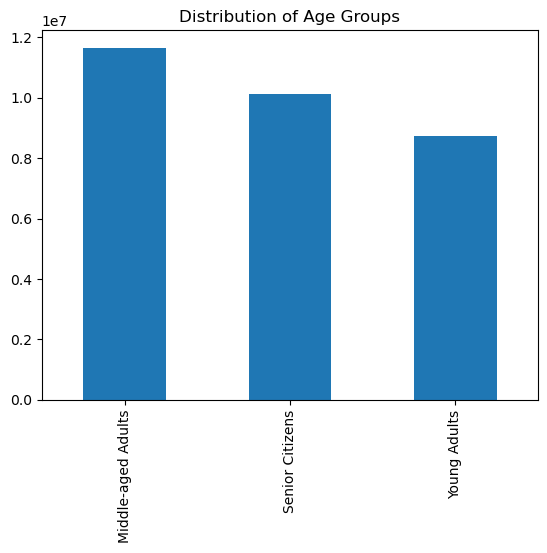 Distribution of Age Groups
1e7
1.2
1.0
0.8
0.6
0.4
0.2
0.0
Middle-aged Adults
Senior Citizens
Young Adults